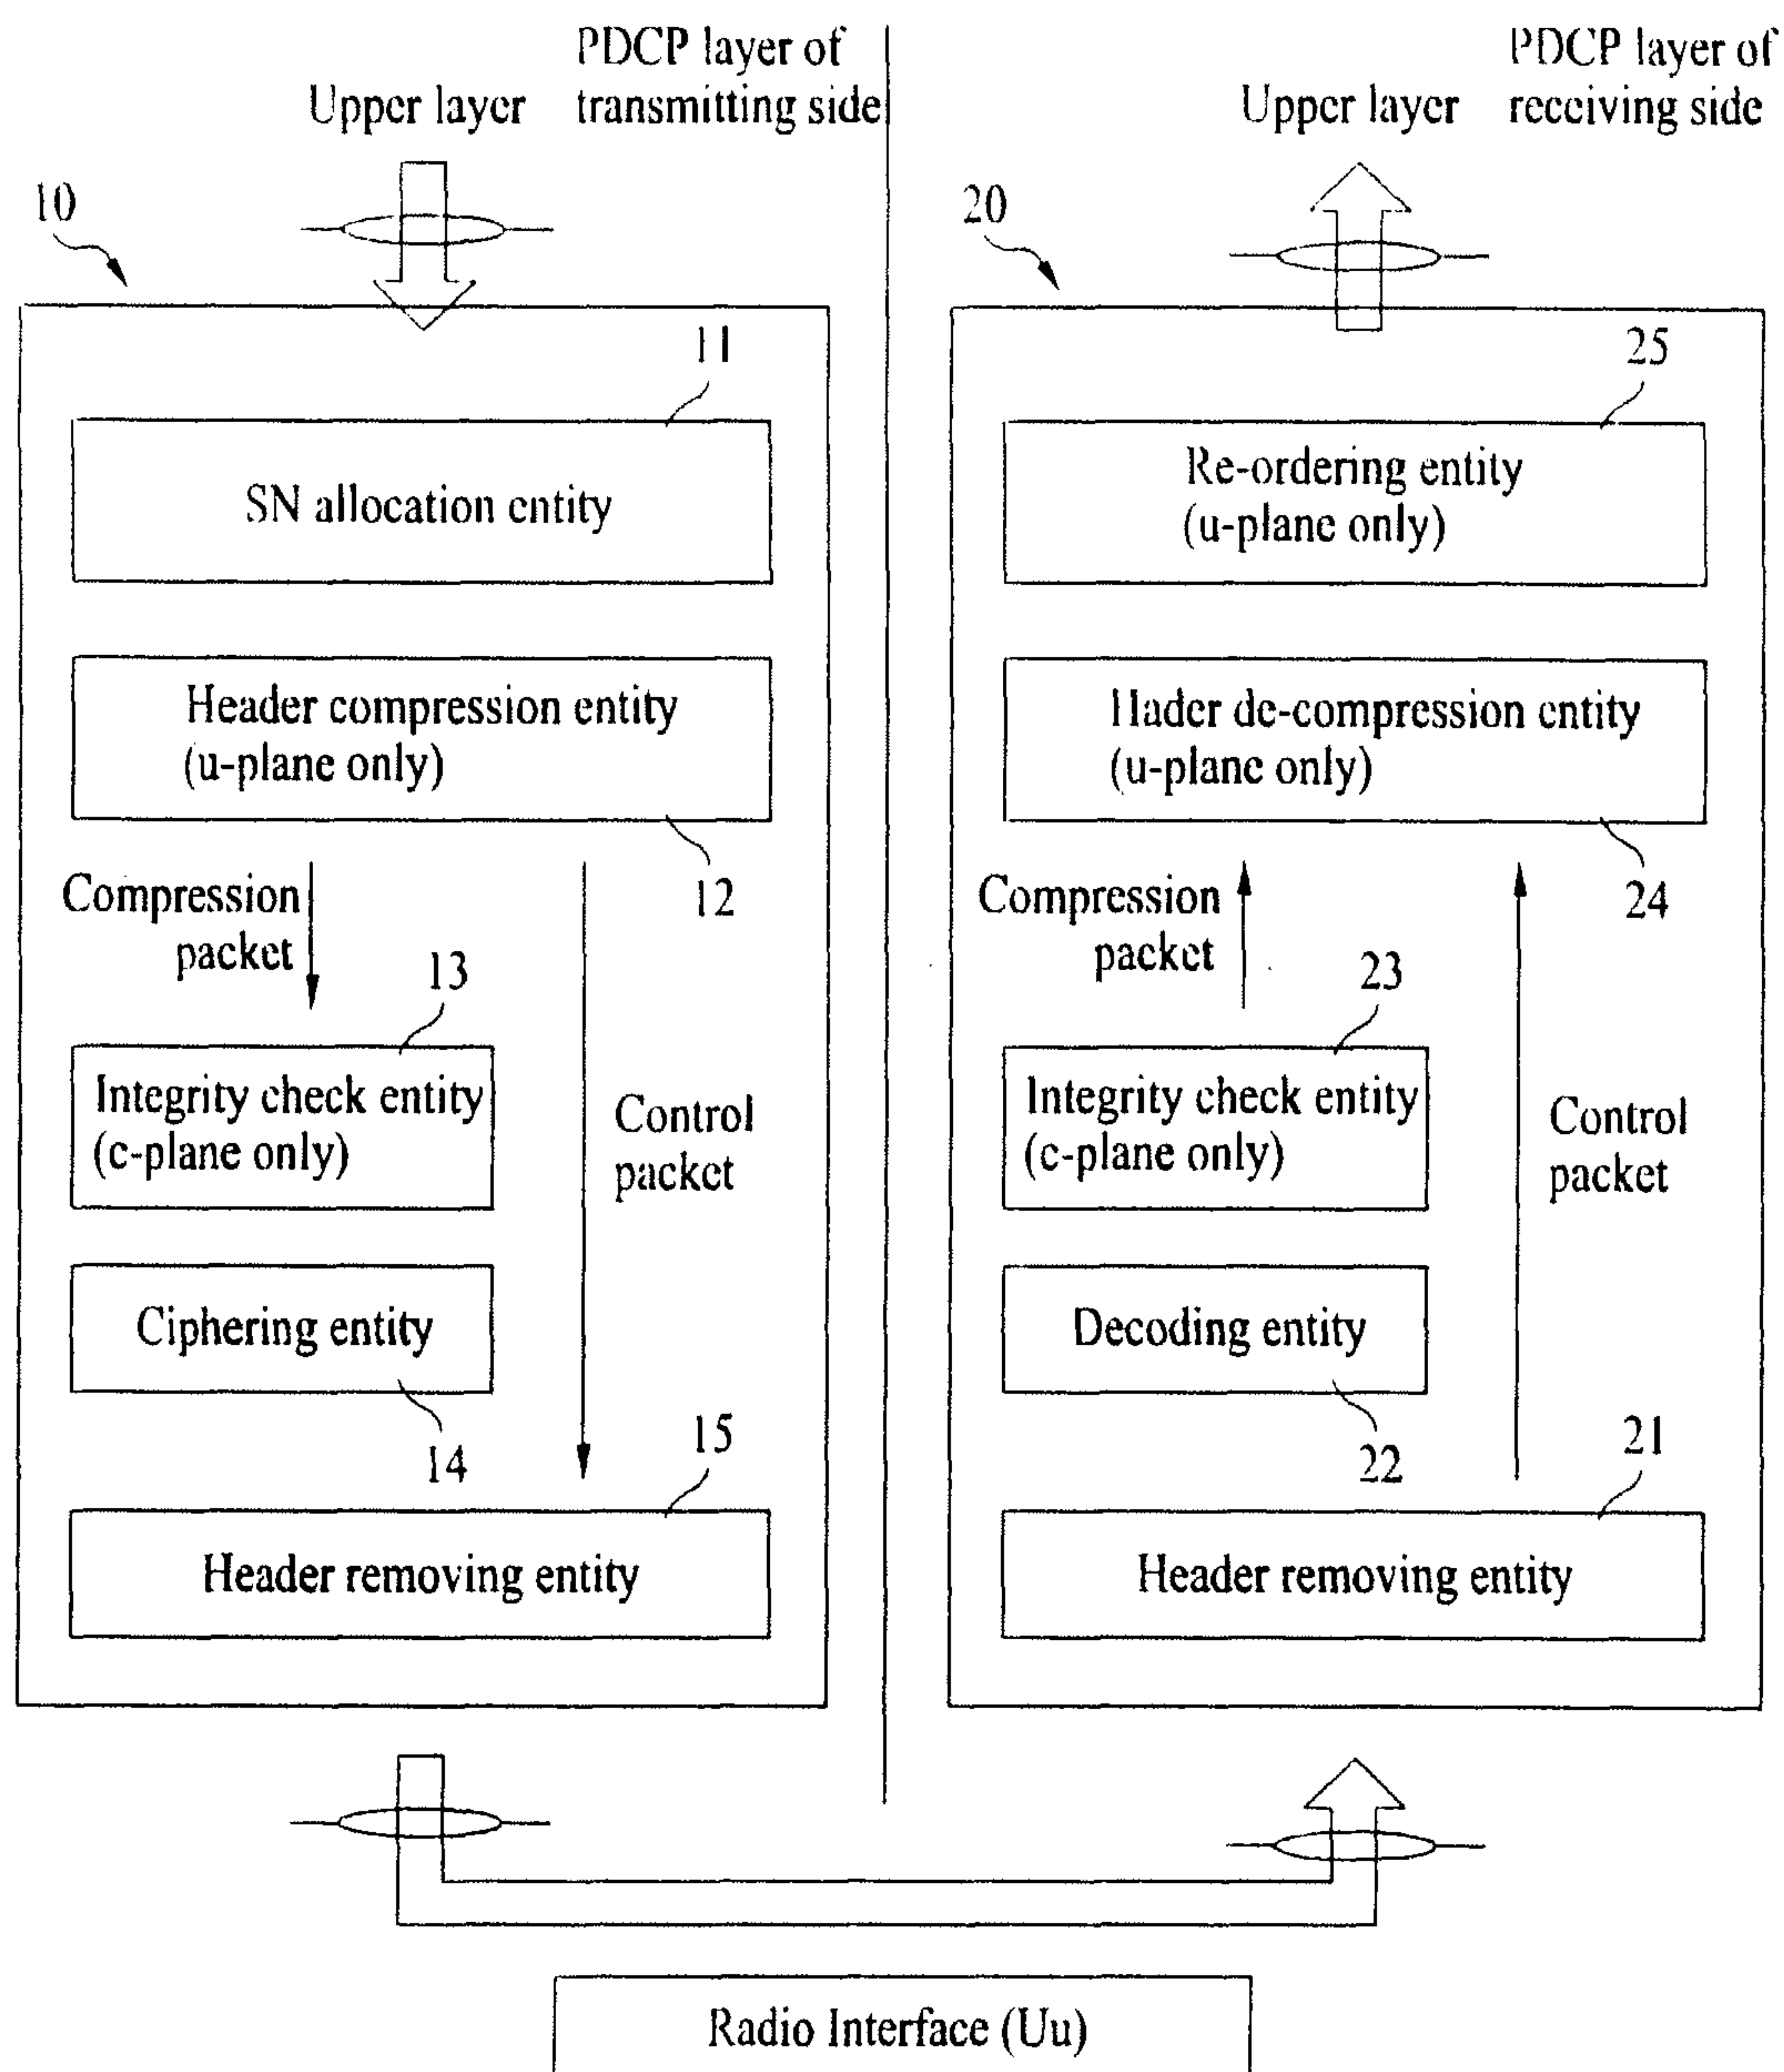 Upper layer
PDCP layer of
transmitting side
10
11
SN allocation entity
Header compression entity
(u-plane only)
12
Compression
packet
13
Integrity check entity
(c-plane only)
Control
packet
Ciphering entity
14
15
Header removing entity
Upper layer
PDCP layer of
receiving side
20
25
Re-ordering entity
(u-plane only)
Hader de-compression entity
(u-plane only)
24
Compression
packet
23
Integrity check entity
(c-plane only)
Control
packet
Decoding entity
22
21
Header removing entity
Radio Interface (Uu)